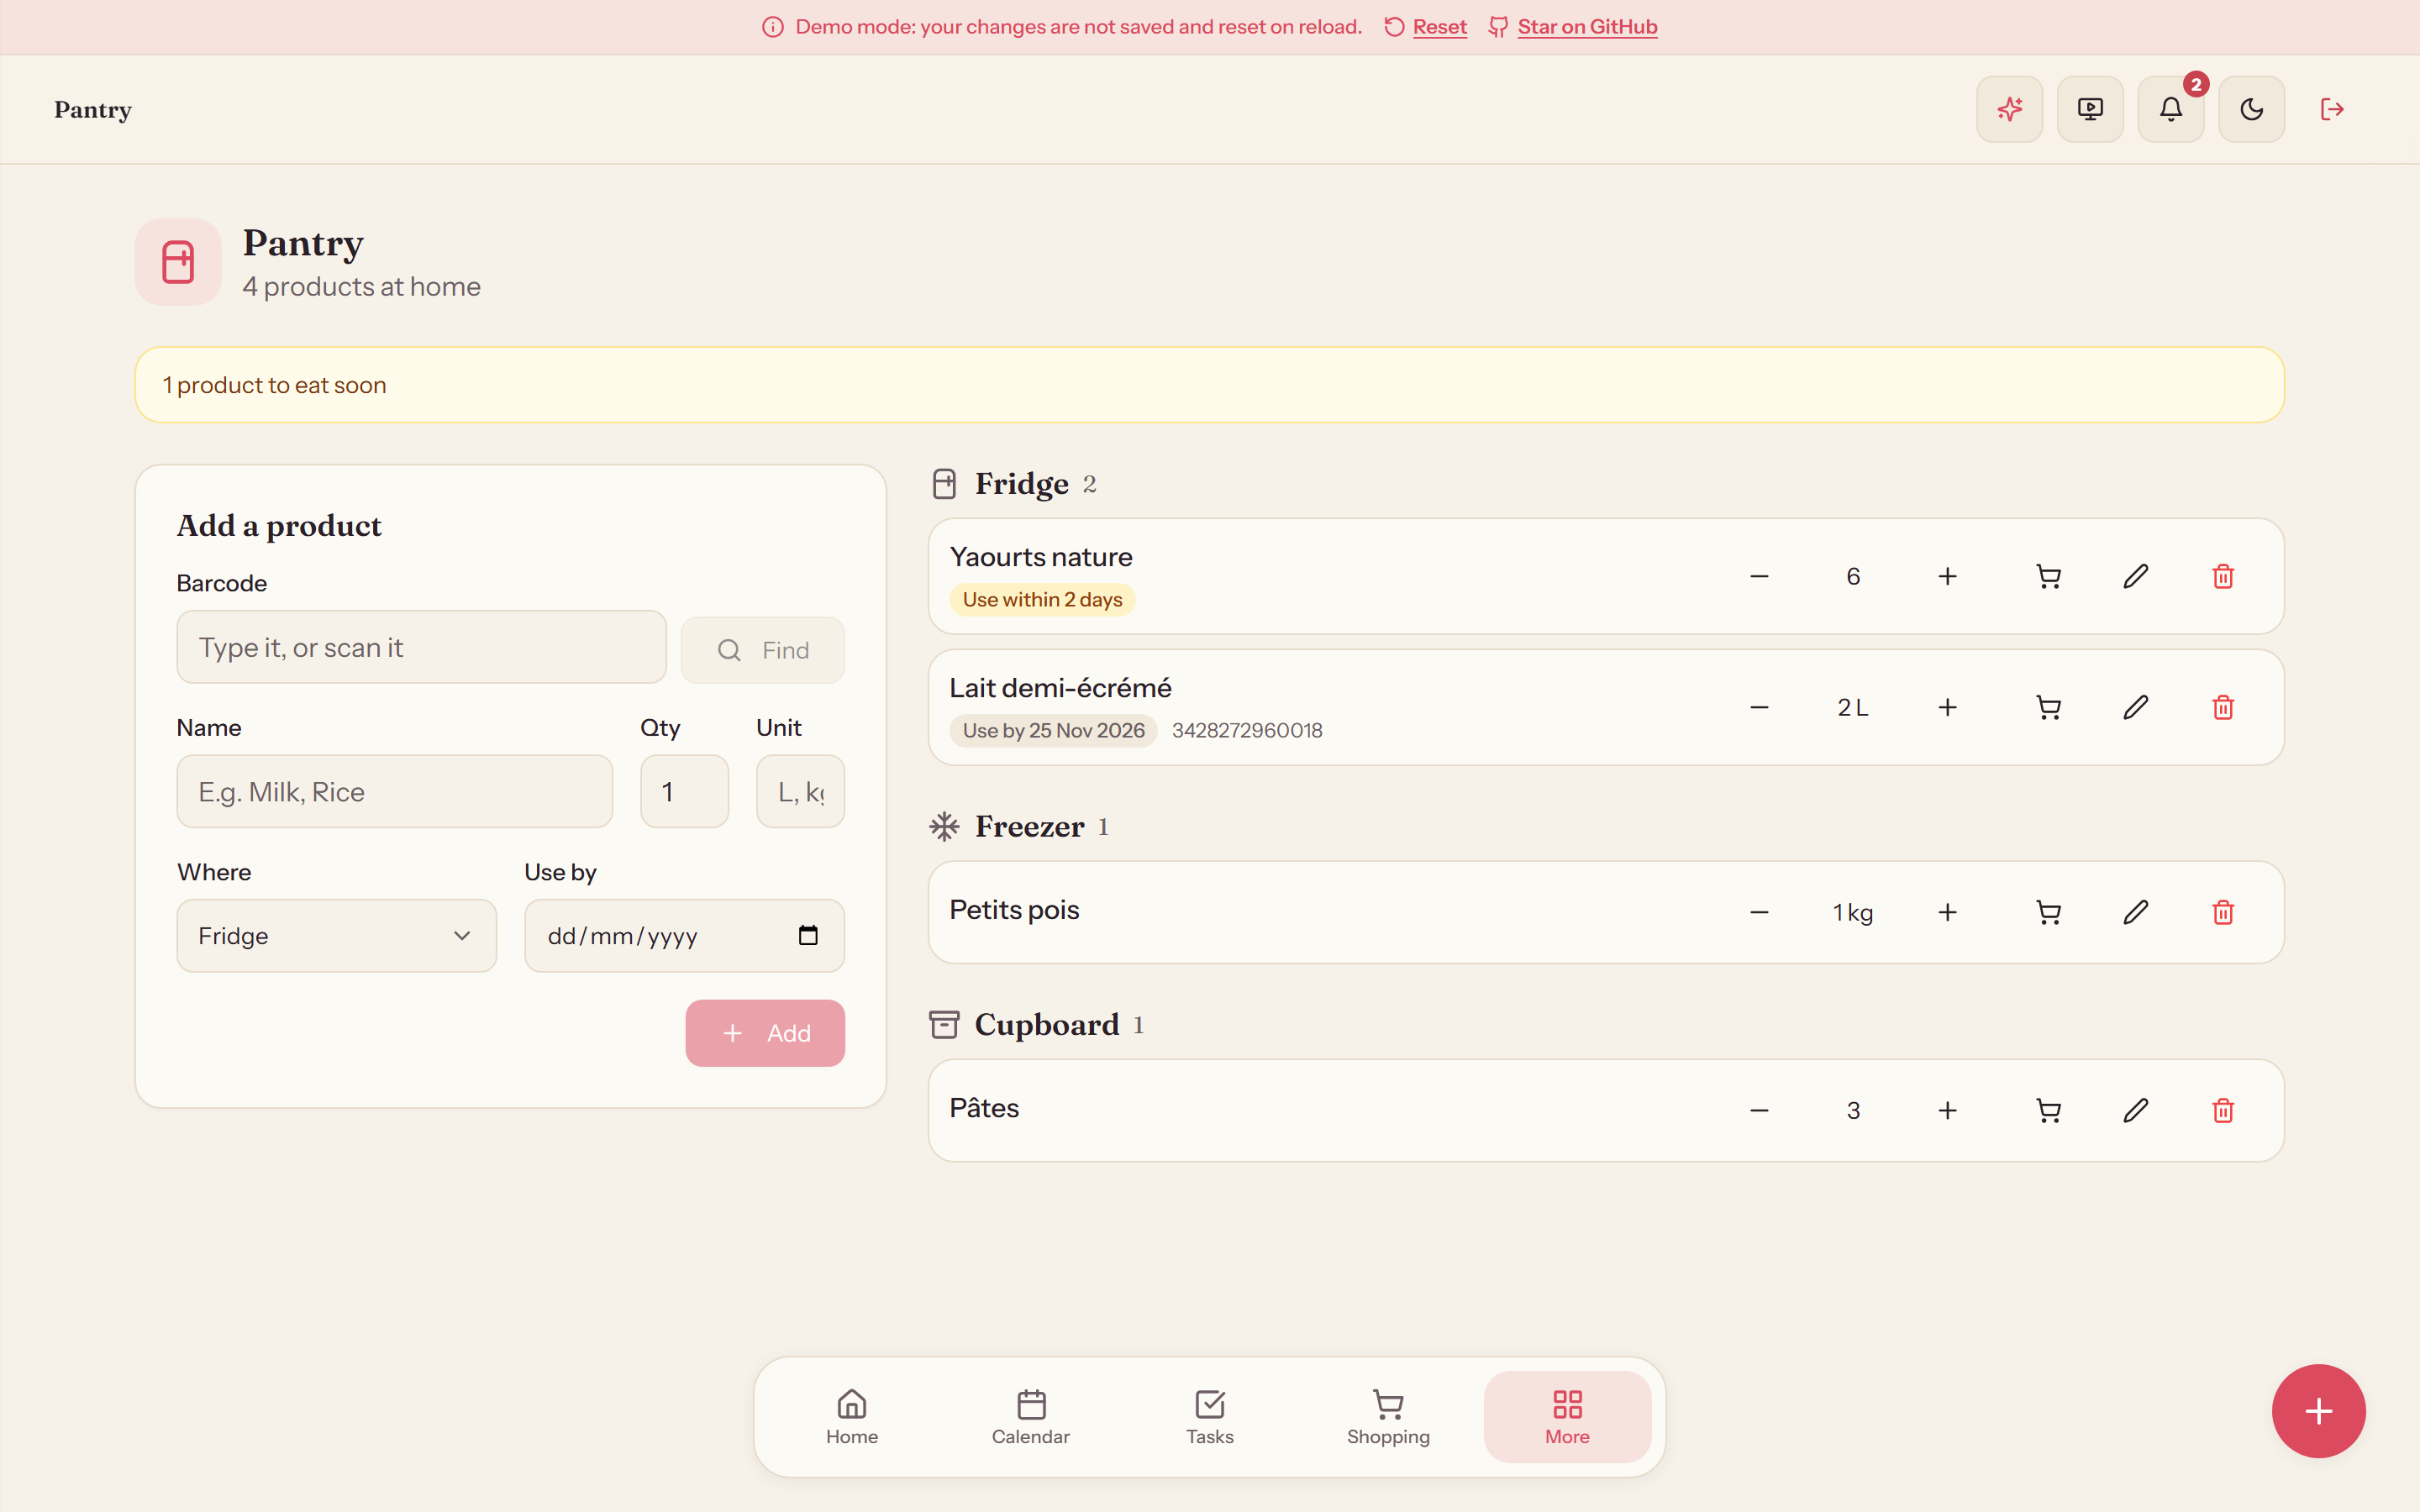 Demo mode: your changes are not saved and reset on reload. Reset Star on GitHub
Pantry
2
Pantry
4 products at home
1 product to eat soon
Add a product
Barcode
Type it, or scan it
Find
Name
Qty
Unit
E.g. Milk, Rice
1
L, kg
Where
Use by
Fridge
dd/mm/yyyy
Add
Fridge 2
Yaourts nature
Use within 2 days
6
Lait demi-écrémé
Use by 25 Nov 2026 3428272960018
2 L
Freezer 1
Petits pois
1 kg
Cupboard 1
Pâtes
3
Home
Calendar
Tasks
Shopping
More